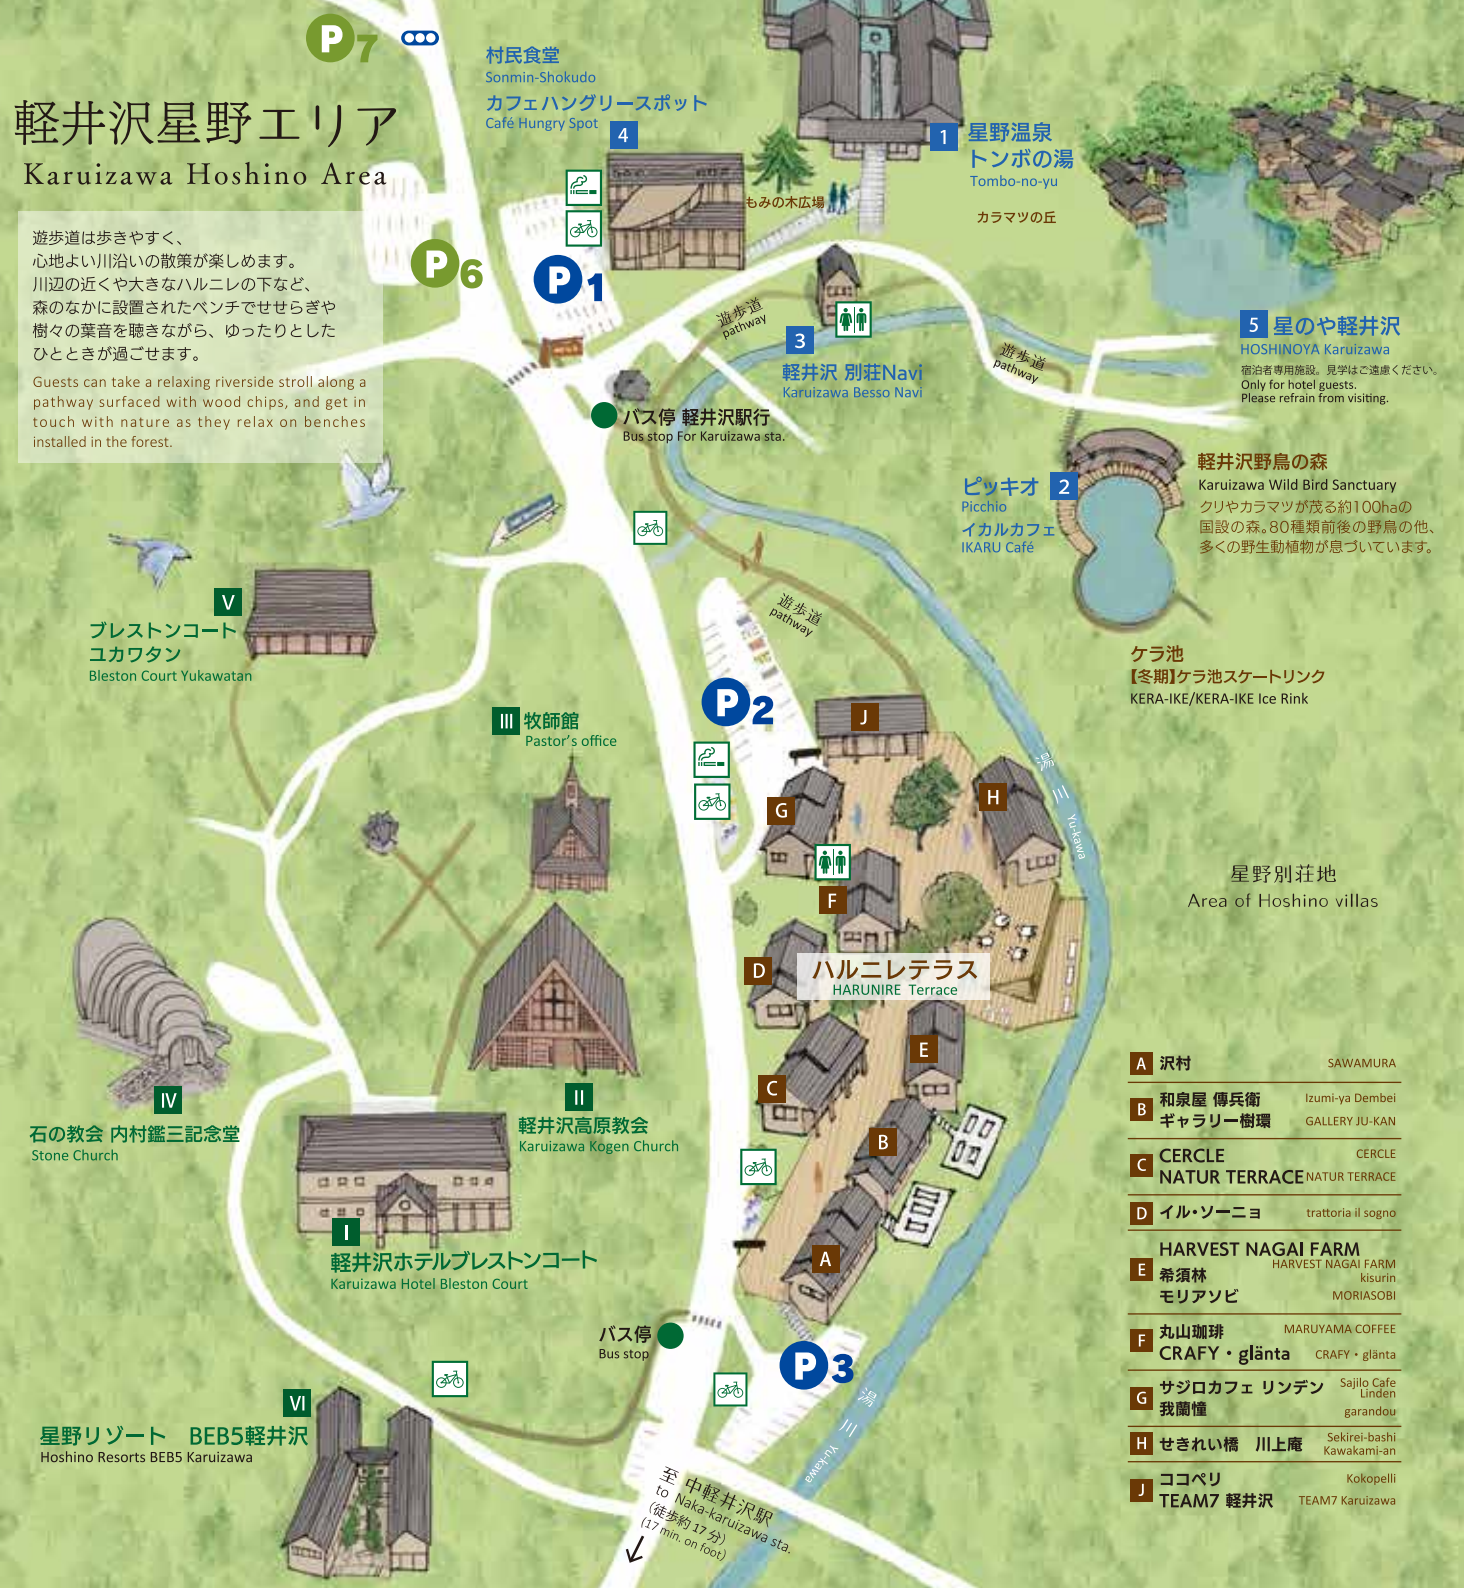 P7
村民食堂
Sonmin-Shokudo
カフェハングリースポット
Café Hungry Spot
4
軽井沢星野エリア
Karuizawa Hoshino Area
遊歩道は歩きやすく、
心地よい川沿いの散策が楽しめます。
川辺の近くや大きなハルニレの下など、
森のなかに設置されたベンチでせせらぎや
樹々の葉音を聴きながら、ゆったりとした
ひとときが過ごせます。
Guests can take a relaxing riverside stroll along a
pathway surfaced with wood chips, and get in
touch with nature as they relax on benches
installed in the forest.
P6
P1
1
星野温泉
トンボの湯
Tombo-no-yu
もみの木広場
カラマツの丘
遊歩道
pathway
3
軽井沢 別荘Navi
Karuizawa Besso Navi
遊歩道
pathway
5 星のや軽井沢
HOSHINOYA Karuizawa
宿泊者専用施設。見学はご遠慮ください。
Only for hotel guests.
Please refrain from visiting.
バス停 軽井沢駅行
Bus stop For Karuizawa sta.
ピッキオ 2
Picchio
イカルカフェ
IKARU Café
軽井沢野鳥の森
Karuizawa Wild Bird Sanctuary
クリやカラマツが茂る約100haの
国設の森。80種類前後の野鳥の他、
多くの野生動植物が息づいています。
ケラ池
【冬期】ケラ池スケートリンク
KERA-IKE/KERA-IKE Ice Rink
V
ブレストンコート
ユカワタン
Bleston Court Yukawatan
遊歩道
pathway
P2
III 牧師館
Pastor's office
J
G
H
F
D
湯川
Yu-kawa
ハルニレテラス
HARUNIRE Terrace
E
C
B
A
星野別荘地
Area of Hoshino villas
IV
石の教会 内村鑑三記念堂
Stone Church
II
軽井沢高原教会
Karuizawa Kogen Church
I
軽井沢ホテルブレストンコート
Karuizawa Hotel Bleston Court
バス停
Bus stop
P3
VI
星野リゾート BEB5軽井沢
Hoshino Resorts BEB5 Karuizawa
湯川
Yu-kawa
至 中軽井沢駅
to Naka-karuizawa sta.
(徒歩約17分)
(17 min. on foot)
A 沢村 SAWAMURA
B 和泉屋 傳兵衛 Izumi-ya Dembei
ギャラリー樹環 GALLERY JU-KAN
C CERCLE CERCLE
NATUR TERRACE NATUR TERRACE
D イル・ソーニョ trattoria il sogno
E HARVEST NAGAI FARM
HARVEST NAGAI FARM
希須林 kisurin
モリアソビ MORIASOBI
F 丸山珈琲 MARUYAMA COFFEE
CRAFY・glänta CRAFY・glänta
G サジロカフェ リンデン Sajilo Cafe
Linden
我蘭憧 garandou
H せきれい橋 川上庵 Sekirei-bashi
Kawakami-an
J ココペリ Kokopelli
TEAM7 軽井沢 TEAM7 Karuizawa